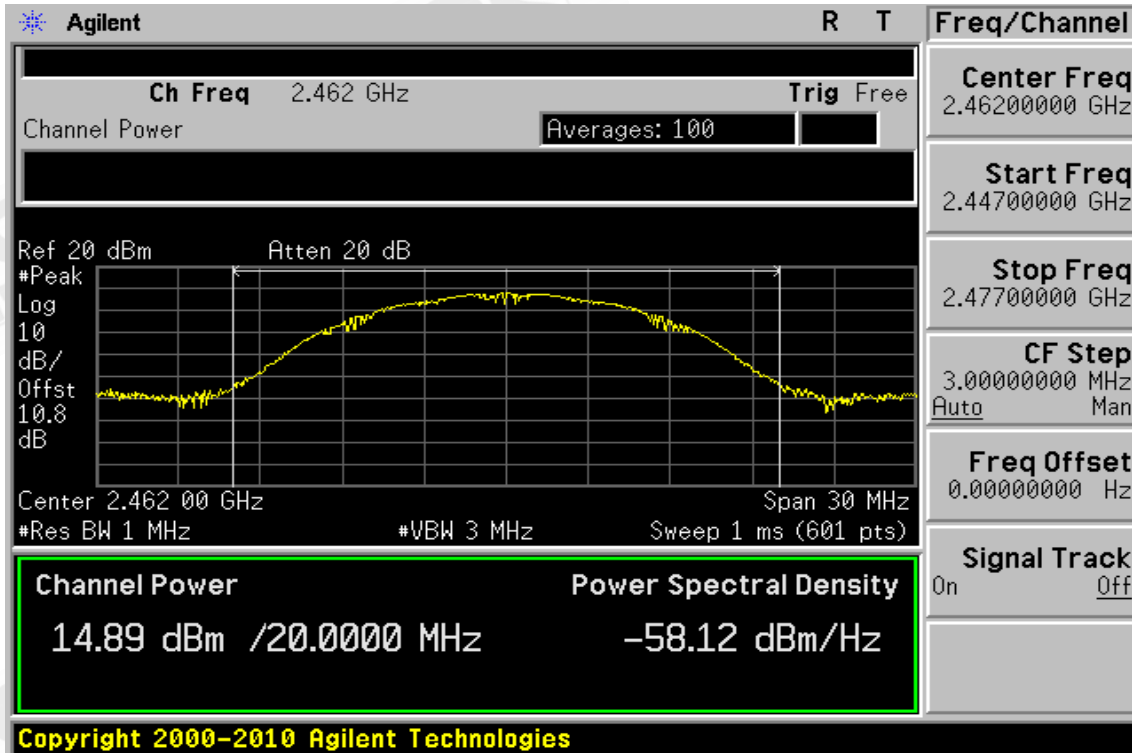 Agilent R T
Ch Freq 2.462 GHz Trig Free
Channel Power Averages: 100
Ref 20 dBm Atten 20 dB
#Peak
Log
10
dB/
Offst
10.8
dB
Center 2.462 00 GHz Span 30 MHz
#Res BW 1 MHz #VBW 3 MHz Sweep 1 ms (601 pts)
Channel Power Power Spectral Density
14.89 dBm /20.0000 MHz -58.12 dBm/Hz
Copyright 2000-2010 Agilent Technologies
Freq/Channel
Center Freq
2.46200000 GHz
Start Freq
2.44700000 GHz
Stop Freq
2.47700000 GHz
CF Step
3.00000000 MHz
Auto Man
Freq Offset
0.00000000 Hz
Signal Track
On Off